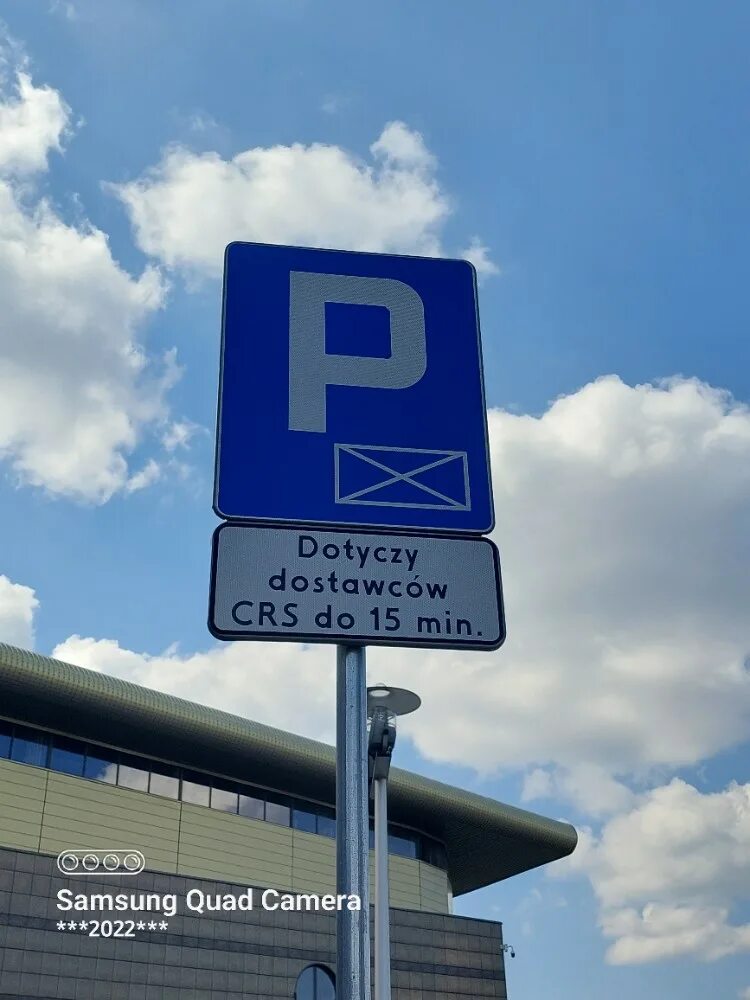 P
Dotyczy
dostawców
CRS do 15 min.
Samsung Quad Camera
***2022***